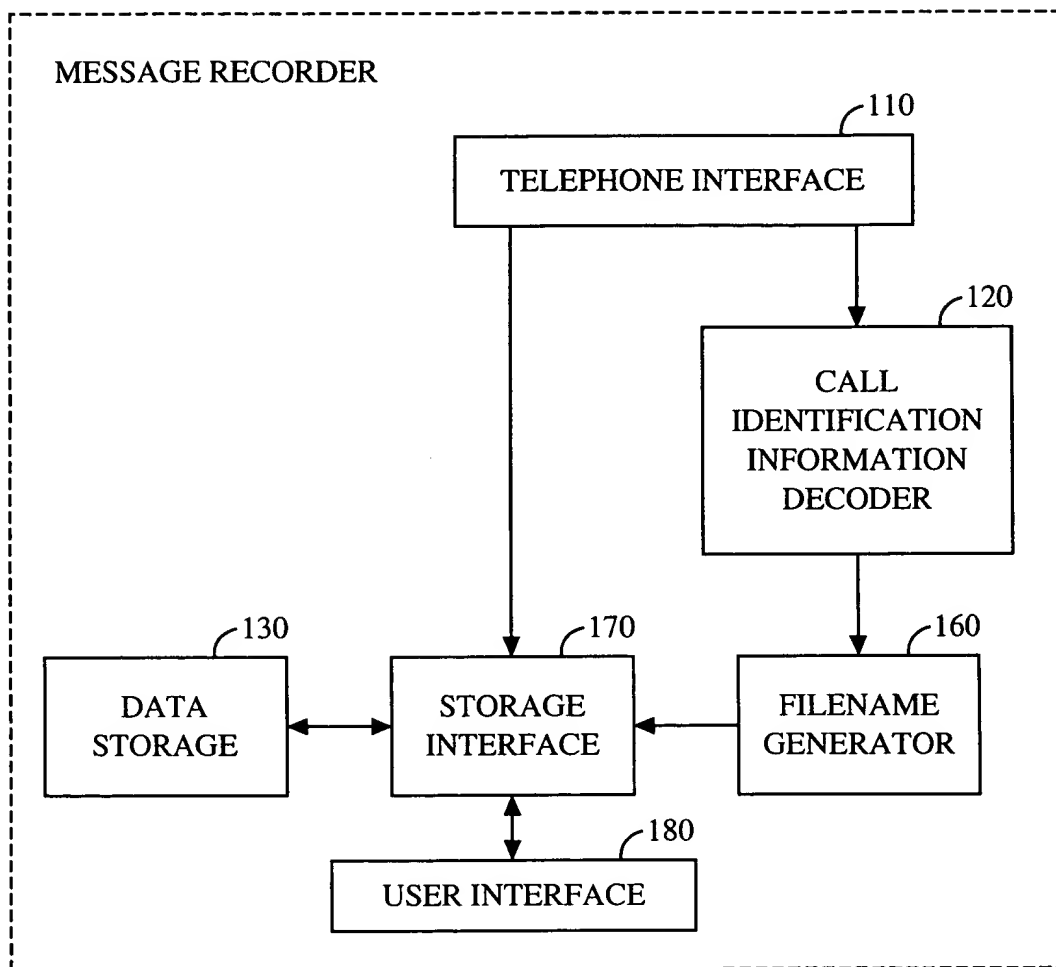 MESSAGE RECORDER
110
TELEPHONE INTERFACE
120
CALL
IDENTIFICATION
INFORMATION
DECODER
130
DATA
STORAGE
170
STORAGE
INTERFACE
160
FILENAME
GENERATOR
180
USER INTERFACE